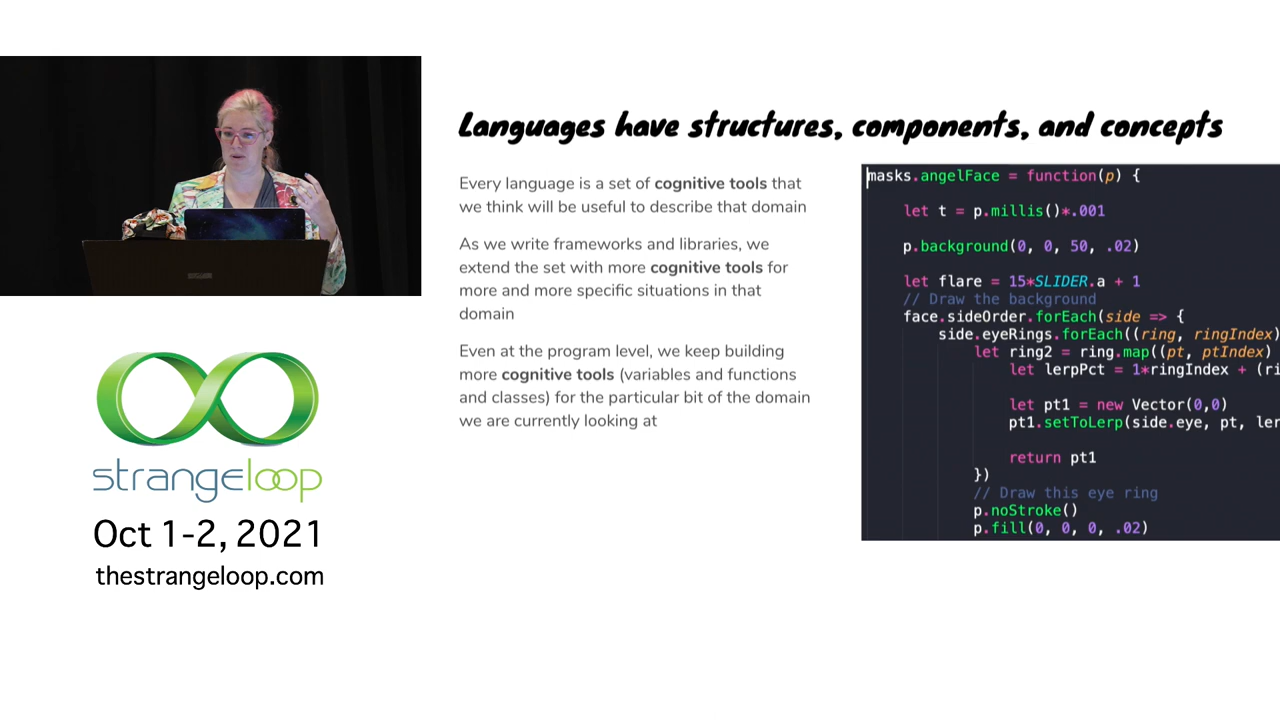 Languages have structures, components, and concepts
Every language is a set of cognitive tools that
we think will be useful to describe that domain
As we write frameworks and libraries, we
extend the set with more cognitive tools for
more and more specific situations in that
domain
Even at the program level, we keep building
more cognitive tools (variables and functions
and classes) for the particular bit of the domain
we are currently looking at
masks.angelFace = function(p) {
let t = p.millis()*.001
p.background(0, 0, 50, .02)
let flare = 15*SLIDER.a + 1
// Draw the background
face.sideOrder.forEach(side => {
side.eyeRings.forEach((ring, ringIndex)
let ring2 = ring.map((pt, ptIndex)
let lerpPct = 1*ringIndex + (ri
let pt1 = new Vector(0,0)
pt1.setToLerp(side.eye, pt, ler
return pt1
})
// Draw this eye ring
p.noStroke()
p.fill(0, 0, 0, .02)
strangeloop
Oct 1-2, 2021
thestrangeloop.com